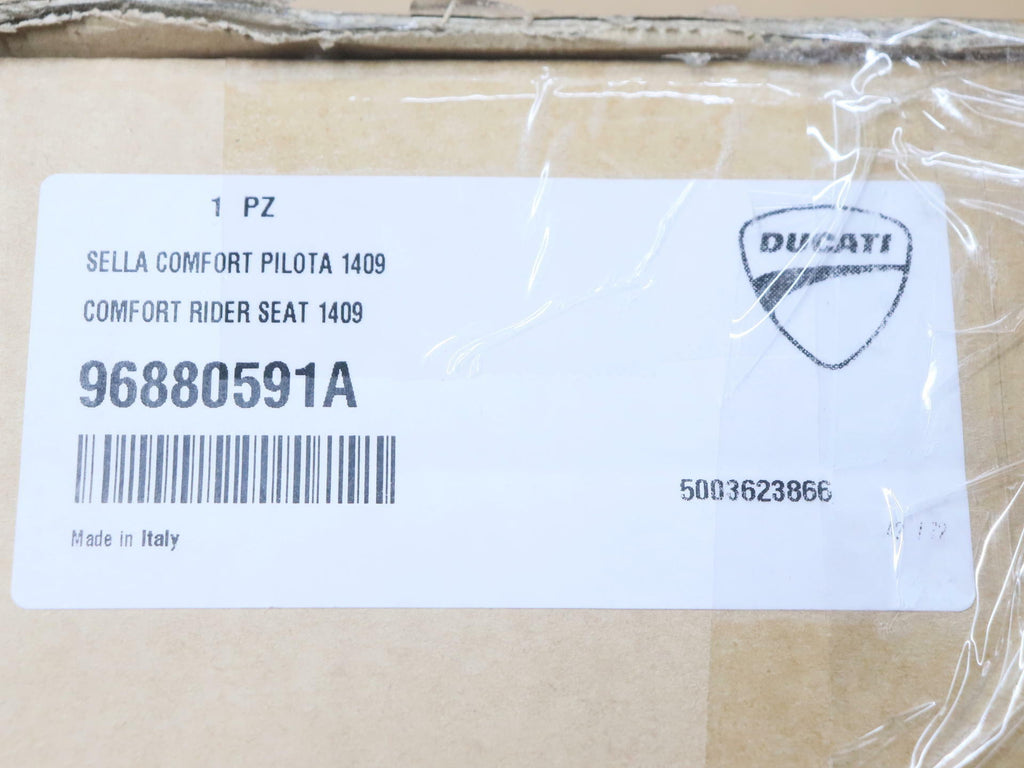 1 PZ
DUCATI
SELLA COMFORT PILOTA 1409
COMFORT RIDER SEAT 1409
96880591A
5003623866
Made in Italy